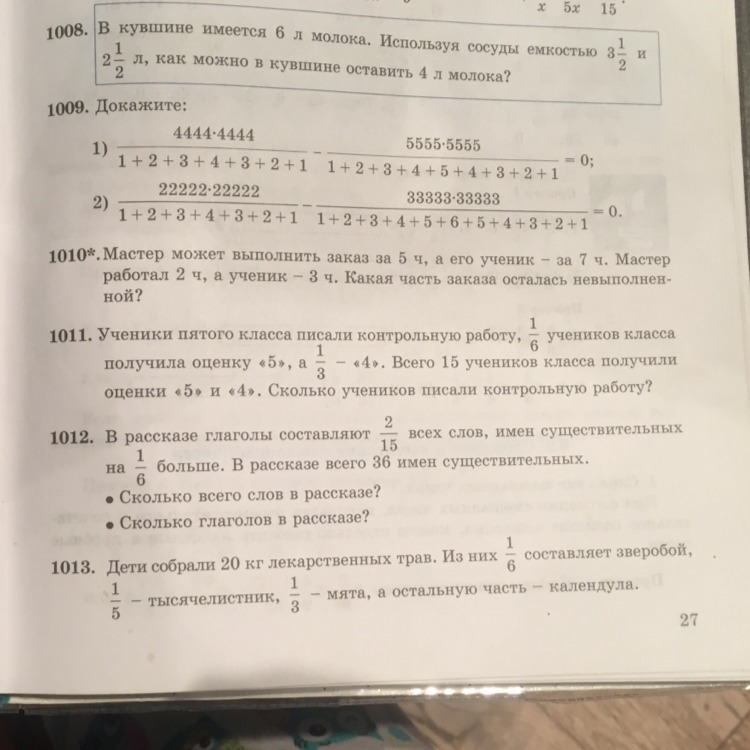 x 5x 15
1008. В кувшине имеется 6 л молока. Используя сосуды емкостью 3 1/2 и
2 1/2 л, как можно в кувшине оставить 4 л молока?
1009. Докажите:
1) 4444·4444 / 1 + 2 + 3 + 4 + 3 + 2 + 1 – 5555·5555 / 1 + 2 + 3 + 4 + 5 + 4 + 3 + 2 + 1 = 0;
2) 22222·22222 / 1 + 2 + 3 + 4 + 3 + 2 + 1 – 33333·33333 / 1 + 2 + 3 + 4 + 5 + 6 + 5 + 4 + 3 + 2 + 1 = 0.
1010*. Мастер может выполнить заказ за 5 ч, а его ученик – за 7 ч. Мастер
работал 2 ч, а ученик – 3 ч. Какая часть заказа осталась невыполнен-
ной?
1011. Ученики пятого класса писали контрольную работу, 1/6 учеников класса
получила оценку «5», а 1/3 – «4». Всего 15 учеников класса получили
оценки «5» и «4». Сколько учеников писали контрольную работу?
1012. В рассказе глаголы составляют 2/15 всех слов, имен существительных
на 1/6 больше. В рассказе всего 36 имен существительных.
• Сколько всего слов в рассказе?
• Сколько глаголов в рассказе?
1013. Дети собрали 20 кг лекарственных трав. Из них 1/6 составляет зверобой,
1/5 – тысячелистник, 1/3 – мята, а остальную часть – календула.
27